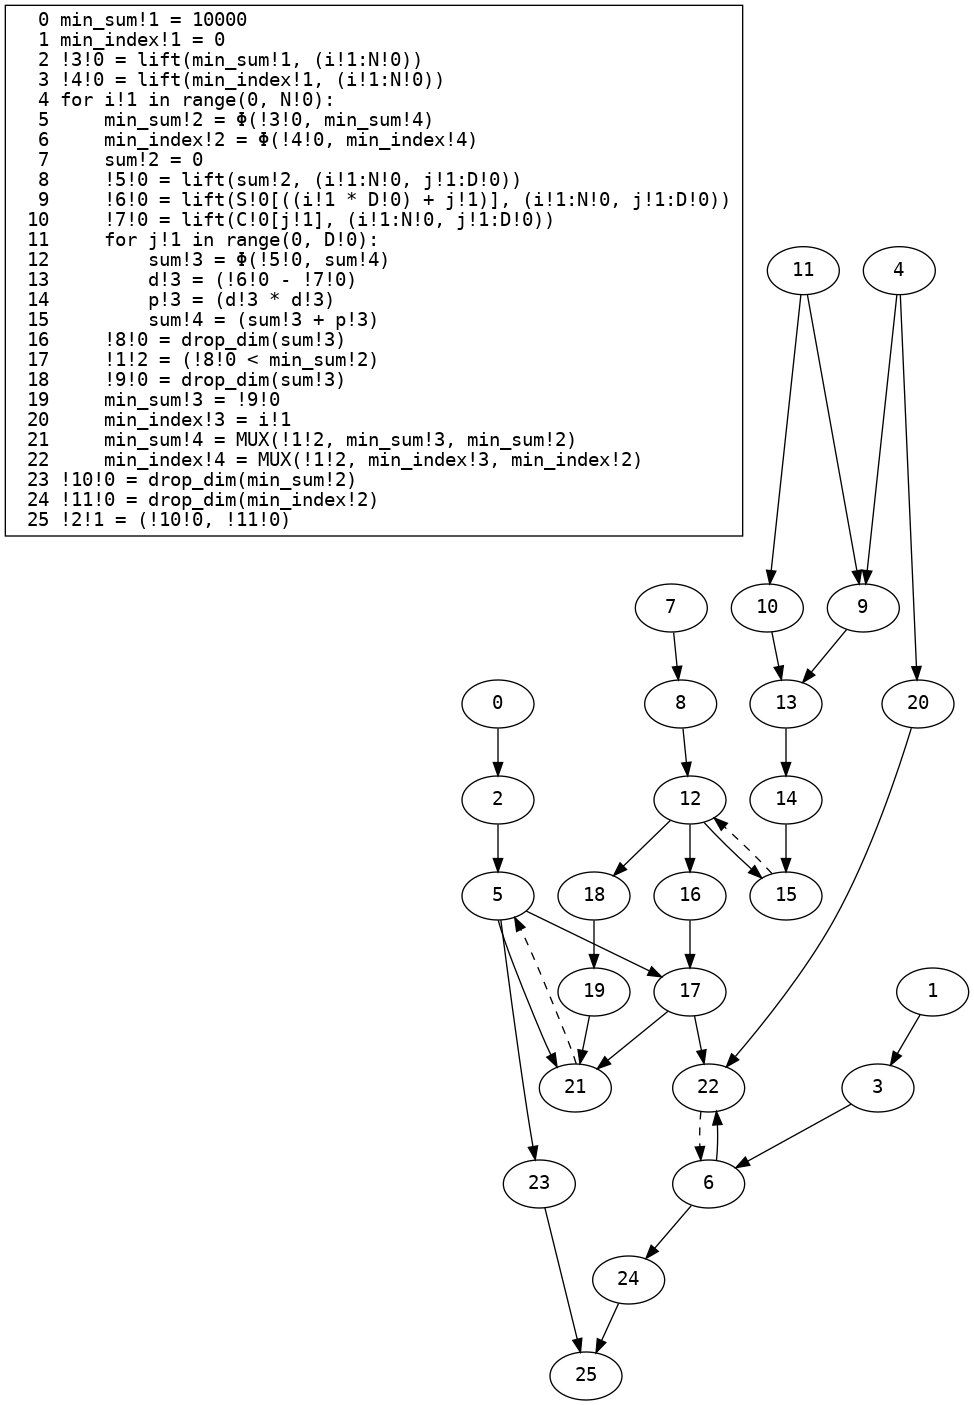 0 min_sum!1 = 10000
1 min_index!1 = 0
2 !3!0 = lift(min_sum!1, (i!1:N!0))
3 !4!0 = lift(min_index!1, (i!1:N!0))
4 for i!1 in range(0, N!0):
5     min_sum!2 = Φ(!3!0, min_sum!4)
6     min_index!2 = Φ(!4!0, min_index!4)
7     sum!2 = 0
8     !5!0 = lift(sum!2, (i!1:N!0, j!1:D!0))
9     !6!0 = lift(S!0[((i!1 * D!0) + j!1)], (i!1:N!0, j!1:D!0))
10     !7!0 = lift(C!0[j!1], (i!1:N!0, j!1:D!0))
11     for j!1 in range(0, D!0):
12         sum!3 = Φ(!5!0, sum!4)
13         d!3 = (!6!0 - !7!0)
14         p!3 = (d!3 * d!3)
15         sum!4 = (sum!3 + p!3)
16     !8!0 = drop_dim(sum!3)
17     !1!2 = (!8!0 < min_sum!2)
18     !9!0 = drop_dim(sum!3)
19     min_sum!3 = !9!0
20     min_index!3 = i!1
21     min_sum!4 = MUX(!1!2, min_sum!3, min_sum!2)
22     min_index!4 = MUX(!1!2, min_index!3, min_index!2)
23 !10!0 = drop_dim(min_sum!2)
24 !11!0 = drop_dim(min_index!2)
25 !2!1 = (!10!0, !11!0)
11 4
7 10 9
0 8 13 20
2 12 14
5 18 16 15
19 17 1
21 22 3
23 6
24
25